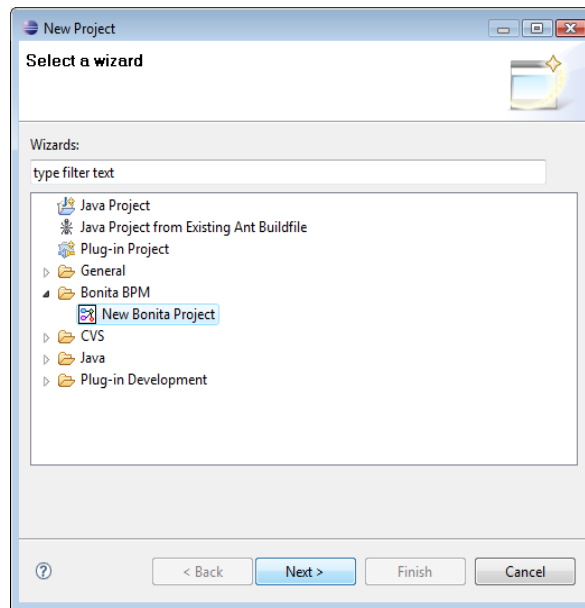 New Project
Select a wizard
Wizards:
type filter text
Java Project
Java Project from Existing Ant Buildfile
Plug-in Project
General
Bonita BPM
New Bonita Project
CVS
Java
Plug-in Development
? < Back Next > Finish Cancel